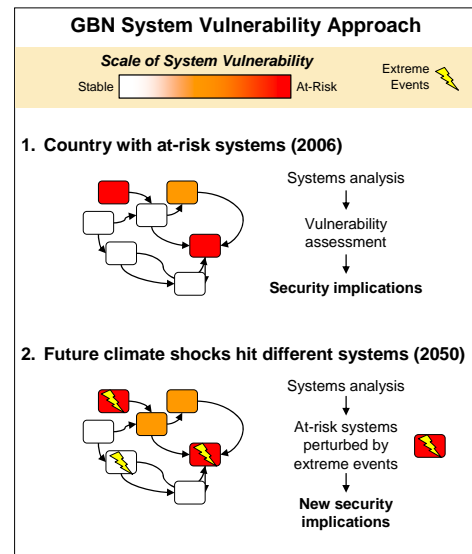 GBN System Vulnerability Approach
Scale of System Vulnerability
Stable
At-Risk
Extreme
Events
1. Country with at-risk systems (2006)
Systems analysis
Vulnerability
assessment
Security implications
2. Future climate shocks hit different systems (2050)
Systems analysis
At-risk systems
perturbed by
extreme events
New security
implications